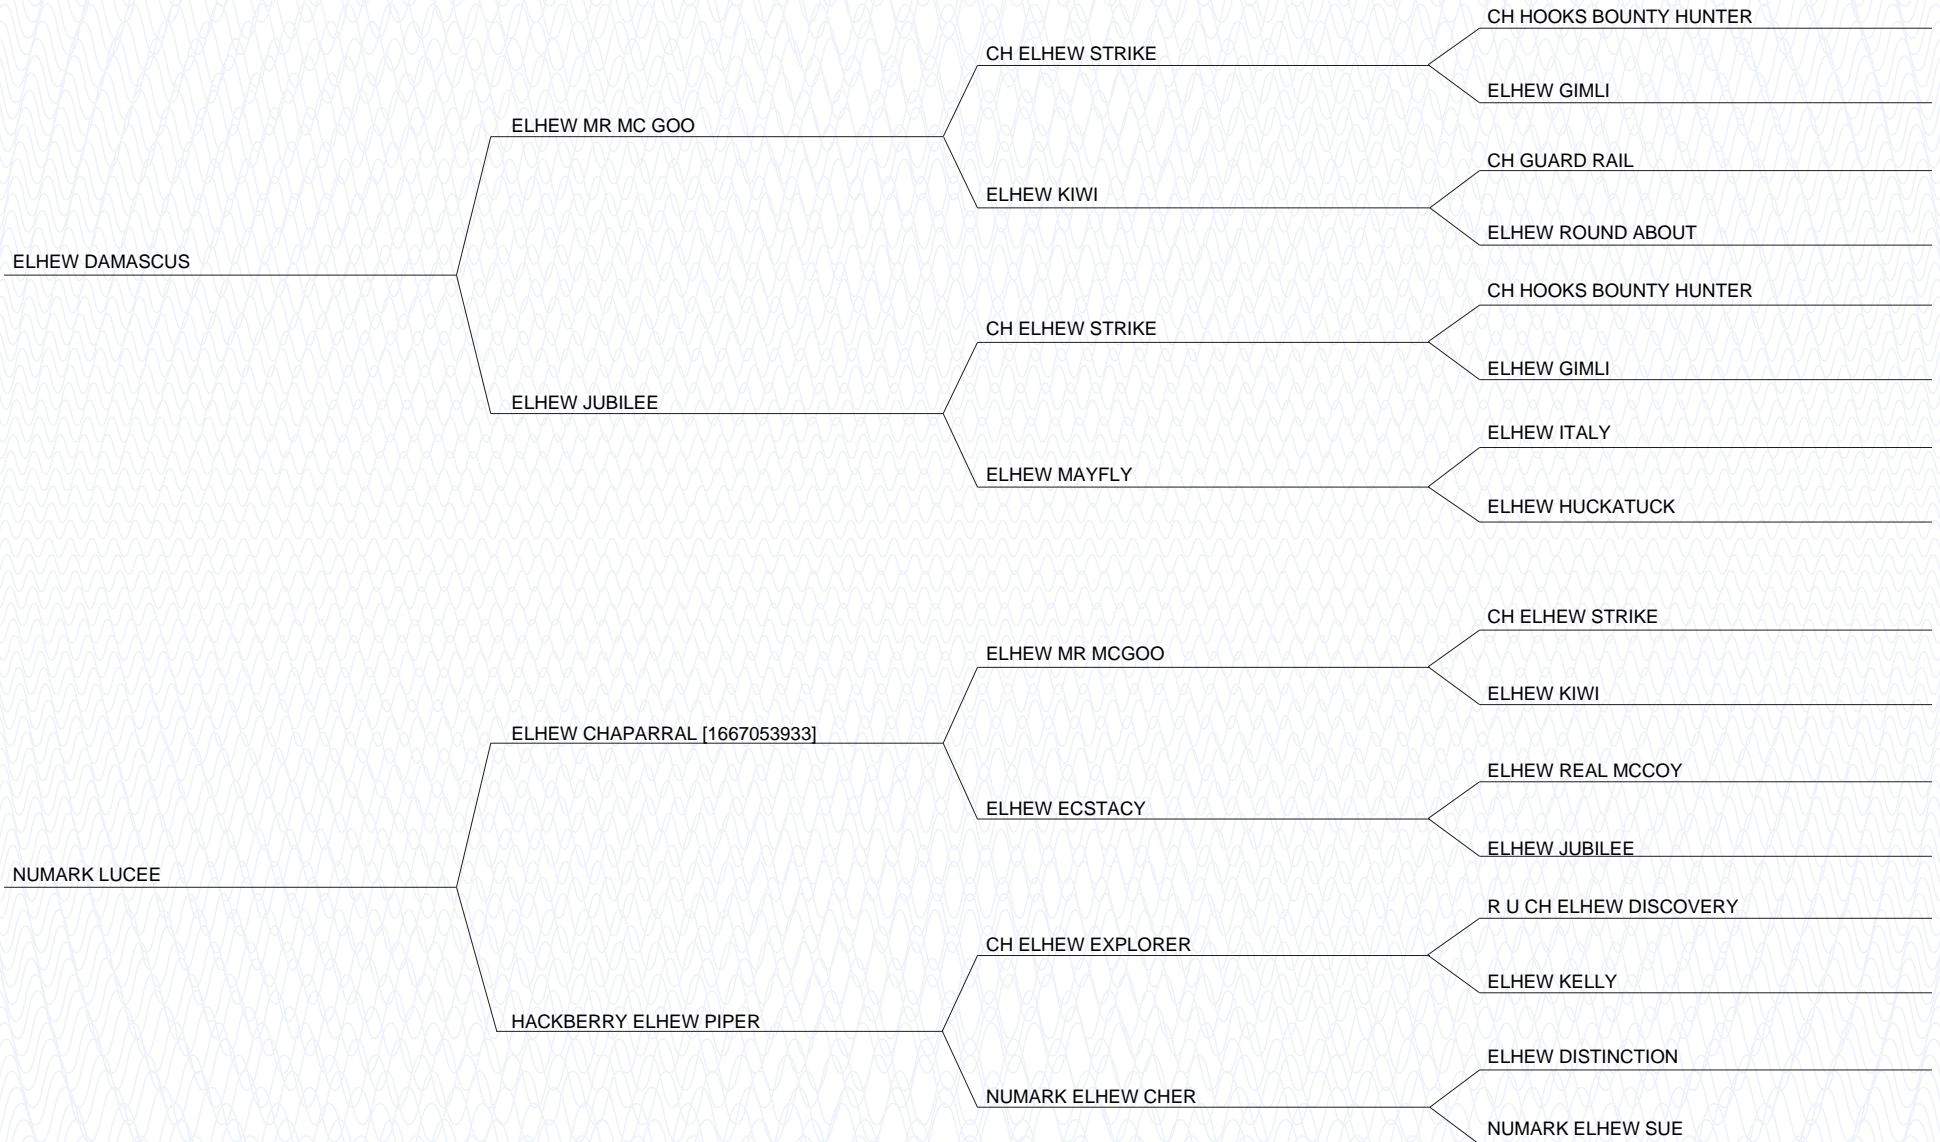 CH HOOKS BOUNTY HUNTER
CH ELHEW STRIKE
ELHEW GIMLI
ELHEW MR MC GOO
CH GUARD RAIL
ELHEW KIWI
ELHEW ROUND ABOUT
ELHEW DAMASCUS
CH HOOKS BOUNTY HUNTER
CH ELHEW STRIKE
ELHEW GIMLI
ELHEW JUBILEE
ELHEW ITALY
ELHEW MAYFLY
ELHEW HUCKATUCK
CH ELHEW STRIKE
ELHEW MR MCGOO
ELHEW KIWI
ELHEW CHAPARRAL [1667053933]
ELHEW REAL MCCOY
ELHEW ECSTACY
ELHEW JUBILEE
NUMARK LUCEE
R U CH ELHEW DISCOVERY
CH ELHEW EXPLORER
ELHEW KELLY
HACKBERRY ELHEW PIPER
ELHEW DISTINCTION
NUMARK ELHEW CHER
NUMARK ELHEW SUE